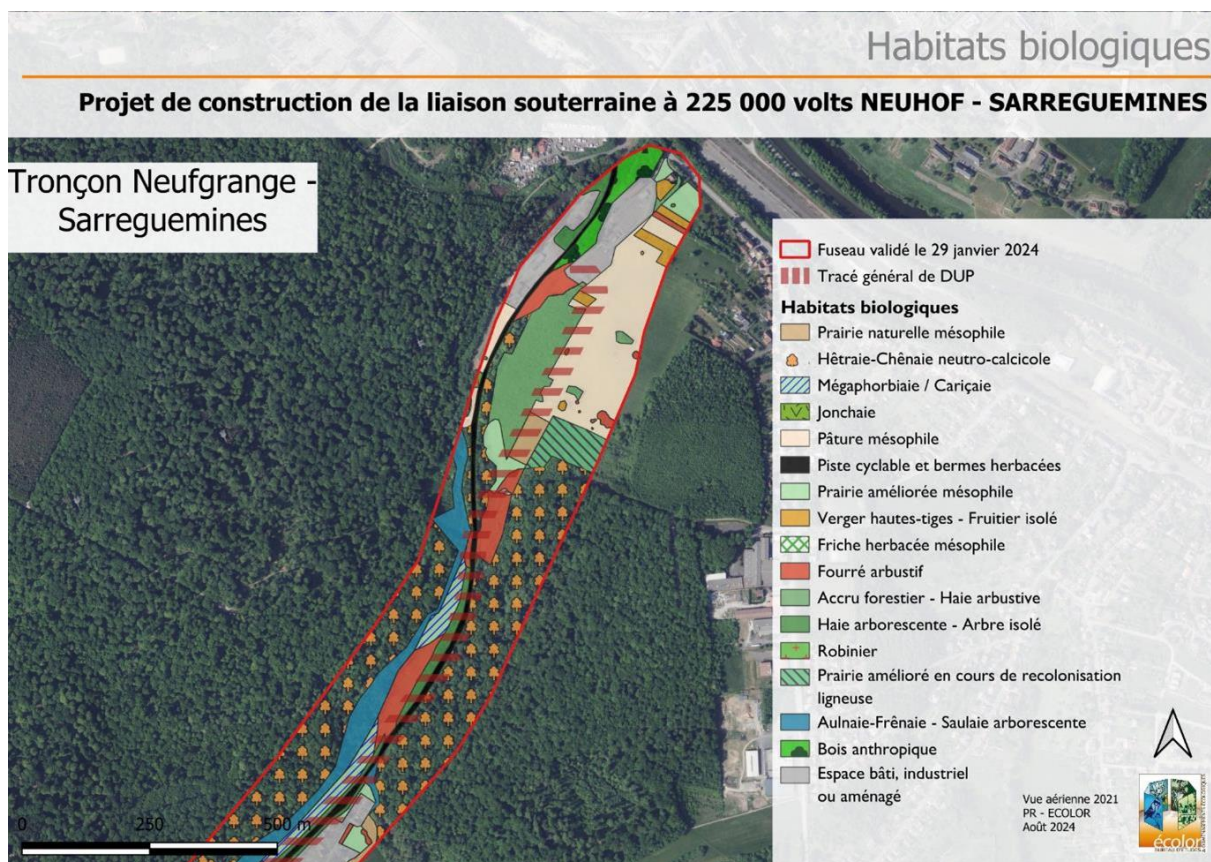 Habitats biologiques
Projet de construction de la liaison souterraine à 225 000 volts NEUHOF - SARREGUEMINES
Tronçon Neufgrange -
Sarreguemines
Fuseau validé le 29 janvier 2024
Tracé général de DUP
Habitats biologiques
Prairie naturelle mésophile
Hêtraie-Chênaie neutro-calcicole
Mégaphorbiaie / Cariçaie
Jonchaie
Pâture mésophile
Piste cyclable et bermes herbacées
Prairie améliorée mésophile
Verger hautes-tiges - Fruitier isolé
Friche herbacée mésophile
Fourré arbustif
Accru forestier - Haie arbustive
Haie arborescente - Arbre isolé
Robinier
Prairie amélioré en cours de recolonisation
ligneuse
Aulnaie-Frênaie - Saulaie arborescente
Bois anthropique
Espace bâti, industriel
ou aménagé
Vue aérienne 2021
PR - ECOLOR
Août 2024
écolor
0 250 500 m